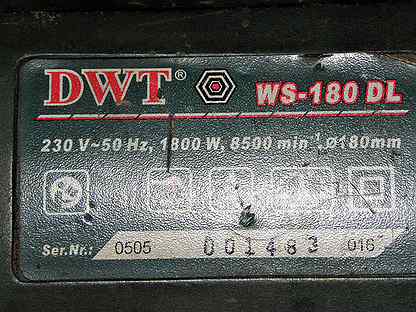 DWT® WS-180 DL
230 V~50 Hz, 1800 W, 8500 min⁻¹, ø180mm
Ser.Nr.: 0505 001483 016